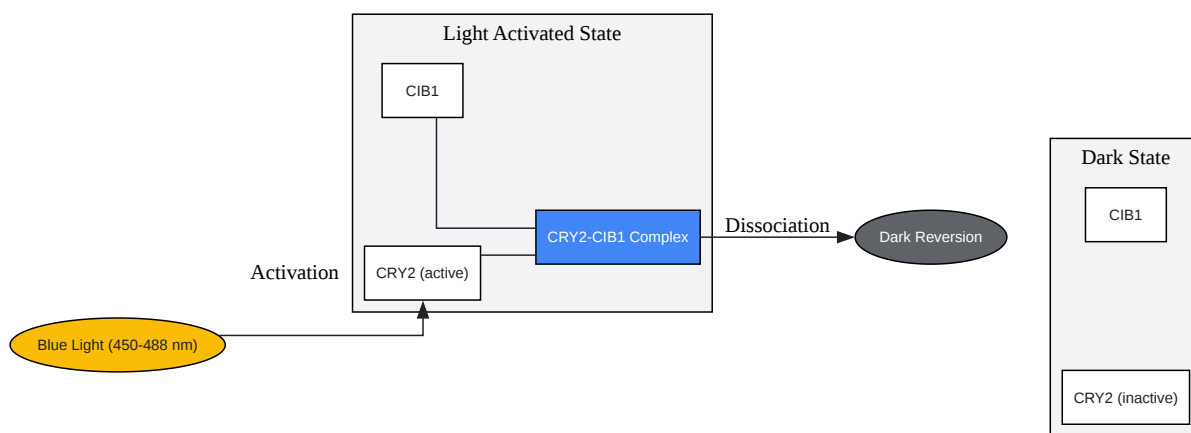 Light Activated State
CIB1
CRY2-CIB1 Complex
CRY2 (active)
Activation
Blue Light (450-488 nm)
Dissociation
Dark Reversion
Dark State
CIB1
CRY2 (inactive)